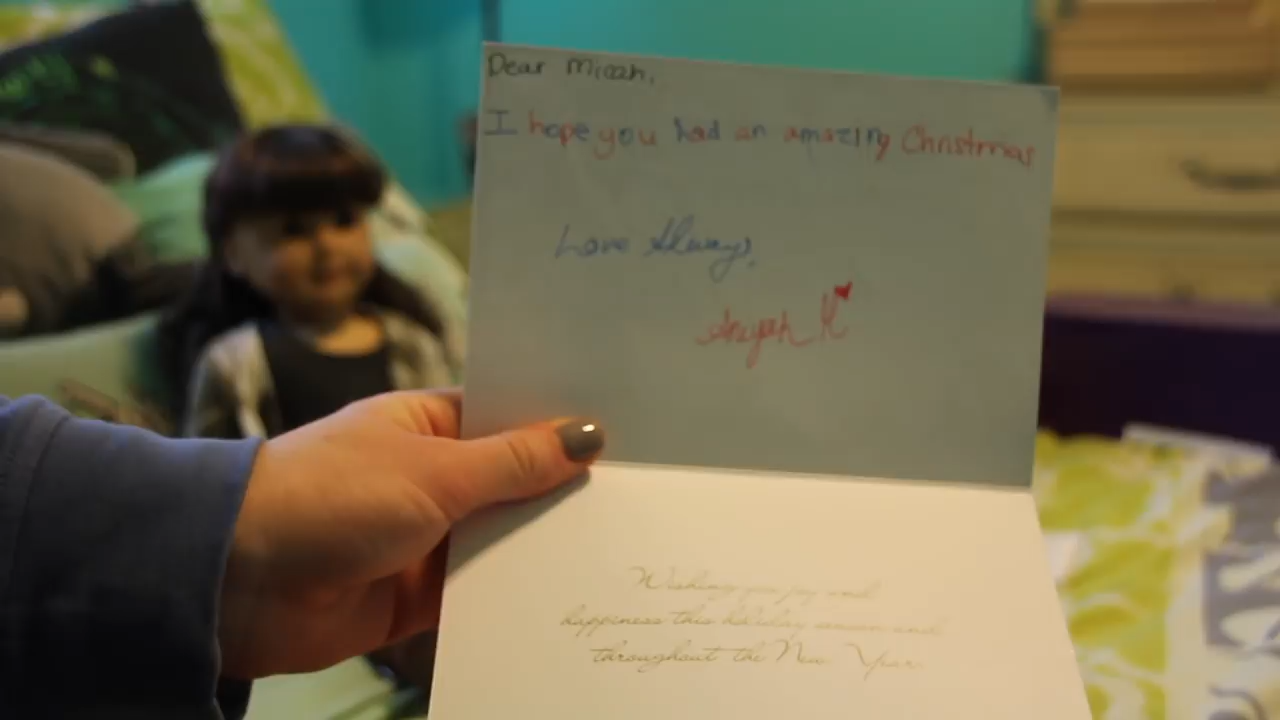 Dear Micah,
I hope you had an amazing Christmas
Love Always,
Wishing you joy and
happiness this holiday season and
throughout the New Year